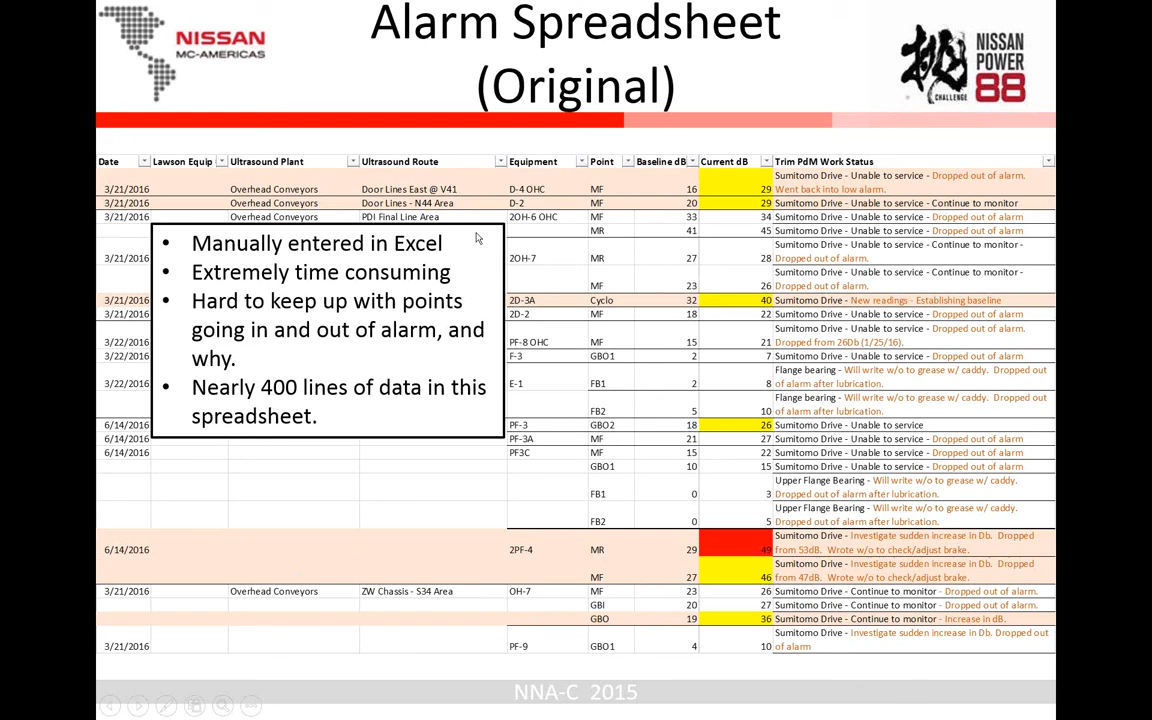 Alarm Spreadsheet
(Original)
NISSAN
MC-AMERICAS
挑
CHALLENGE
NISSAN
POWER
88
Date Lawson Equip Ultrasound Plant Ultrasound Route Equipment Point Baseline dB Current dB Trim PdM Work Status
Sumitomo Drive - Unable to service - Dropped out of alarm.
3/21/2016 Overhead Conveyors Door Lines East @ V41 D-4 OHC MF 16 29 Went back into low alarm.
3/21/2016 Overhead Conveyors Door Lines - N44 Area D-2 MF 20 29 Sumitomo Drive - Unable to service - Continue to monitor
3/21/2016 Overhead Conveyors PDI Final Line Area 2OH-6 OHC MF 33 34 Sumitomo Drive - Unable to service - Dropped out of alarm
MR 41 45 Sumitomo Drive - Unable to service - Dropped out of alarm
Sumitomo Drive - Unable to service - Continue to monitor -
3/21/2016 2OH-7 MR 27 28 Dropped out of alarm.
Sumitomo Drive - Unable to service - Continue to monitor -
MF 23 26 Dropped out of alarm.
3/21/2016 2D-3A Cyclo 32 40 Sumitomo Drive - New readings - Establishing baseline
3/21/2016 2D-2 MF 18 22 Sumitomo Drive - Unable to service - Dropped out of alarm
Sumitomo Drive - Unable to service - Dropped out of alarm.
3/22/2016 PF-8 OHC MF 15 21 Dropped from 26Db (1/25/16).
3/22/2016 F-3 GBO1 2 7 Sumitomo Drive - Unable to service - Dropped out of alarm
Flange bearing - Will write w/o to grease w/ caddy. Dropped out
3/22/2016 E-1 FB1 2 8 of alarm after lubrication.
Flange bearing - Will write w/o to grease w/ caddy. Dropped out
FB2 5 10 of alarm after lubrication.
6/14/2016 PF-3 GBO2 18 26 Sumitomo Drive - Unable to service
6/14/2016 PF-3A MF 21 27 Sumitomo Drive - Unable to service - Dropped out of alarm
6/14/2016 PF3C MF 15 22 Sumitomo Drive - Unable to service - Dropped out of alarm
GBO1 10 15 Sumitomo Drive - Unable to service - Dropped out of alarm
Upper Flange Bearing - Will write w/o to grease w/ caddy.
FB1 0 3 Dropped out of alarm after lubrication.
Upper Flange Bearing - Will write w/o to grease w/ caddy.
FB2 0 5 Dropped out of alarm after lubrication.
Sumitomo Drive - Investigate sudden increase in Db. Dropped
6/14/2016 2PF-4 MR 29 49 from 53dB. Wrote w/o to check/adjust brake.
Sumitomo Drive - Investigate sudden increase in Db. Dropped
MF 27 46 from 47dB. Wrote w/o to check/adjust brake.
3/21/2016 Overhead Conveyors ZW Chassis - S34 Area OH-7 MF 23 26 Sumitomo Drive - Continue to monitor - Dropped out of alarm.
GBI 20 27 Sumitomo Drive - Continue to monitor - Dropped out of alarm.
GBO 19 36 Sumitomo Drive - Continue to monitor - Increase in dB.
Sumitomo Drive - Investigate sudden increase in Db. Dropped out
3/21/2016 PF-9 GBO1 4 10 of alarm
• Manually entered in Excel
• Extremely time consuming
• Hard to keep up with points
going in and out of alarm, and
why.
• Nearly 400 lines of data in this
spreadsheet.
NNA-C 2015